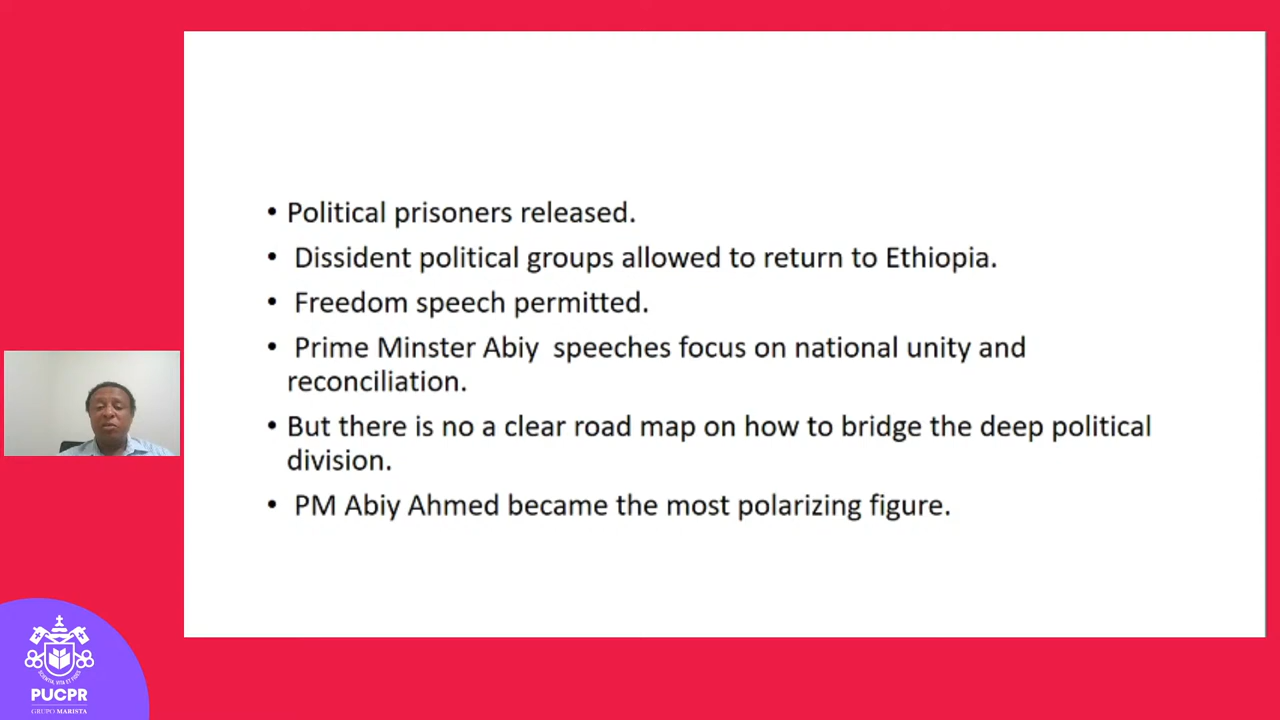 • Political prisoners released.
• Dissident political groups allowed to return to Ethiopia.
• Freedom speech permitted.
• Prime Minster Abiy  speeches focus on national unity and
reconciliation.
• But there is no a clear road map on how to bridge the deep political
division.
• PM Abiy Ahmed became the most polarizing figure.
PUCPR
GRUPO MARISTA